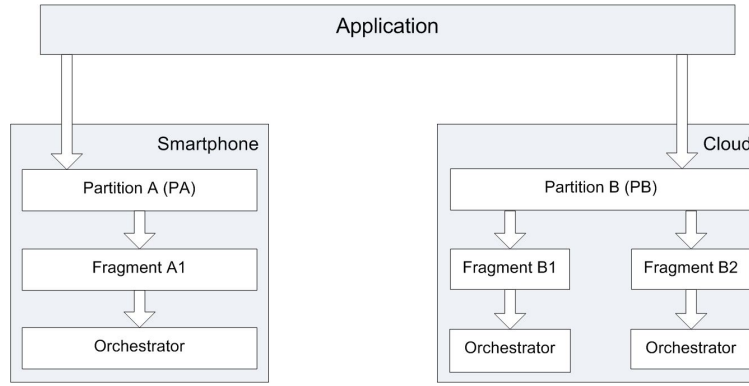 Application
Smartphone
Cloud
Partition A (PA)
Partition B (PB)
Fragment A1
Fragment B1
Fragment B2
Orchestrator
Orchestrator
Orchestrator